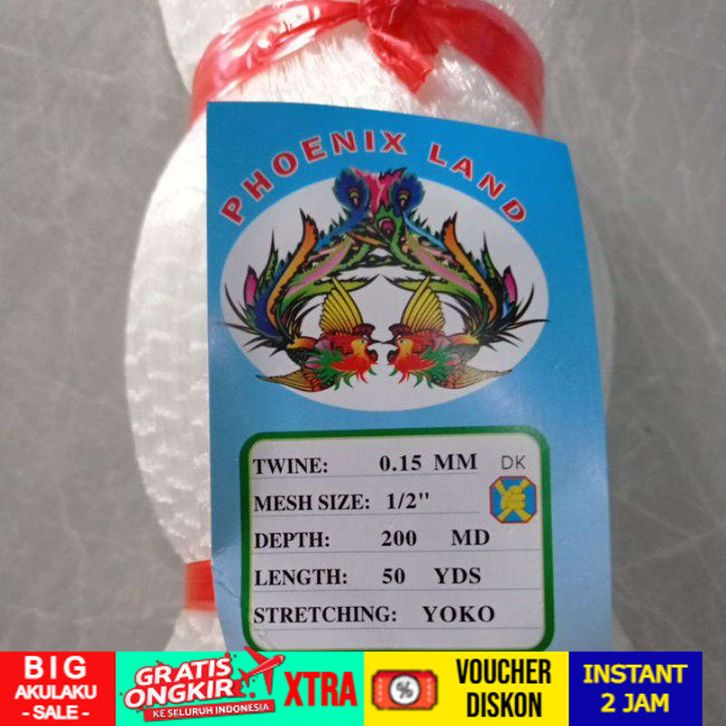 PHOENIX LAND
TWINE: 0.15 MM DK
MESH SIZE: 1/2"
DEPTH: 200 MD
LENGTH: 50 YDS
STRETCHING: YOKO
BIG
AKULAKU
- SALE -
GRATIS
ONGKIR XTRA
KE SELURUH INDONESIA
%
VOUCHER
DISKON
INSTANT
2 JAM